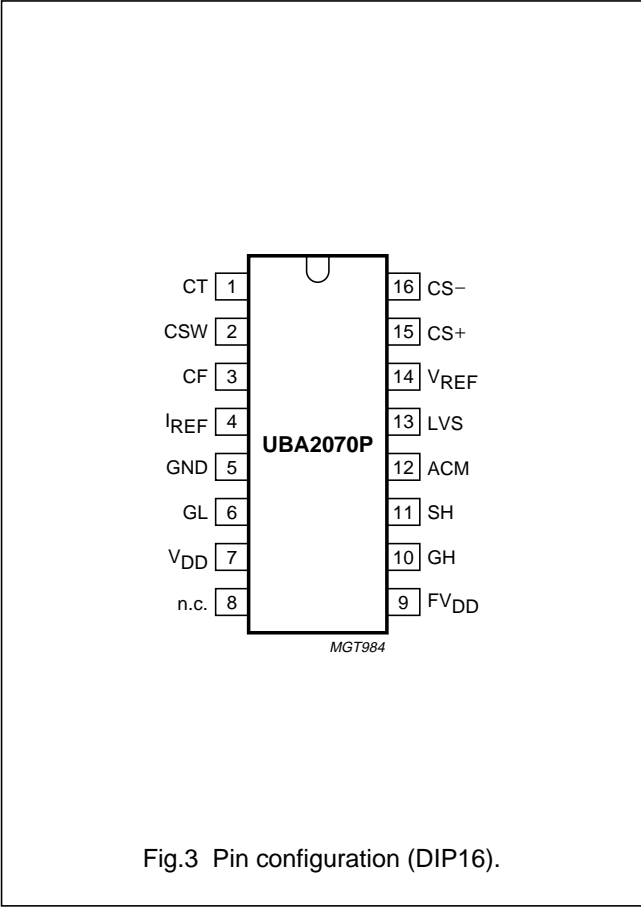 CT 1 16 CS−
CSW 2 15 CS+
CF 3 14 VREF
IREF 4 13 LVS
UBA2070P
GND 5 12 ACM
GL 6 11 SH
VDD 7 10 GH
n.c. 8 9 FVDD
MGT984
Fig.3 Pin configuration (DIP16).